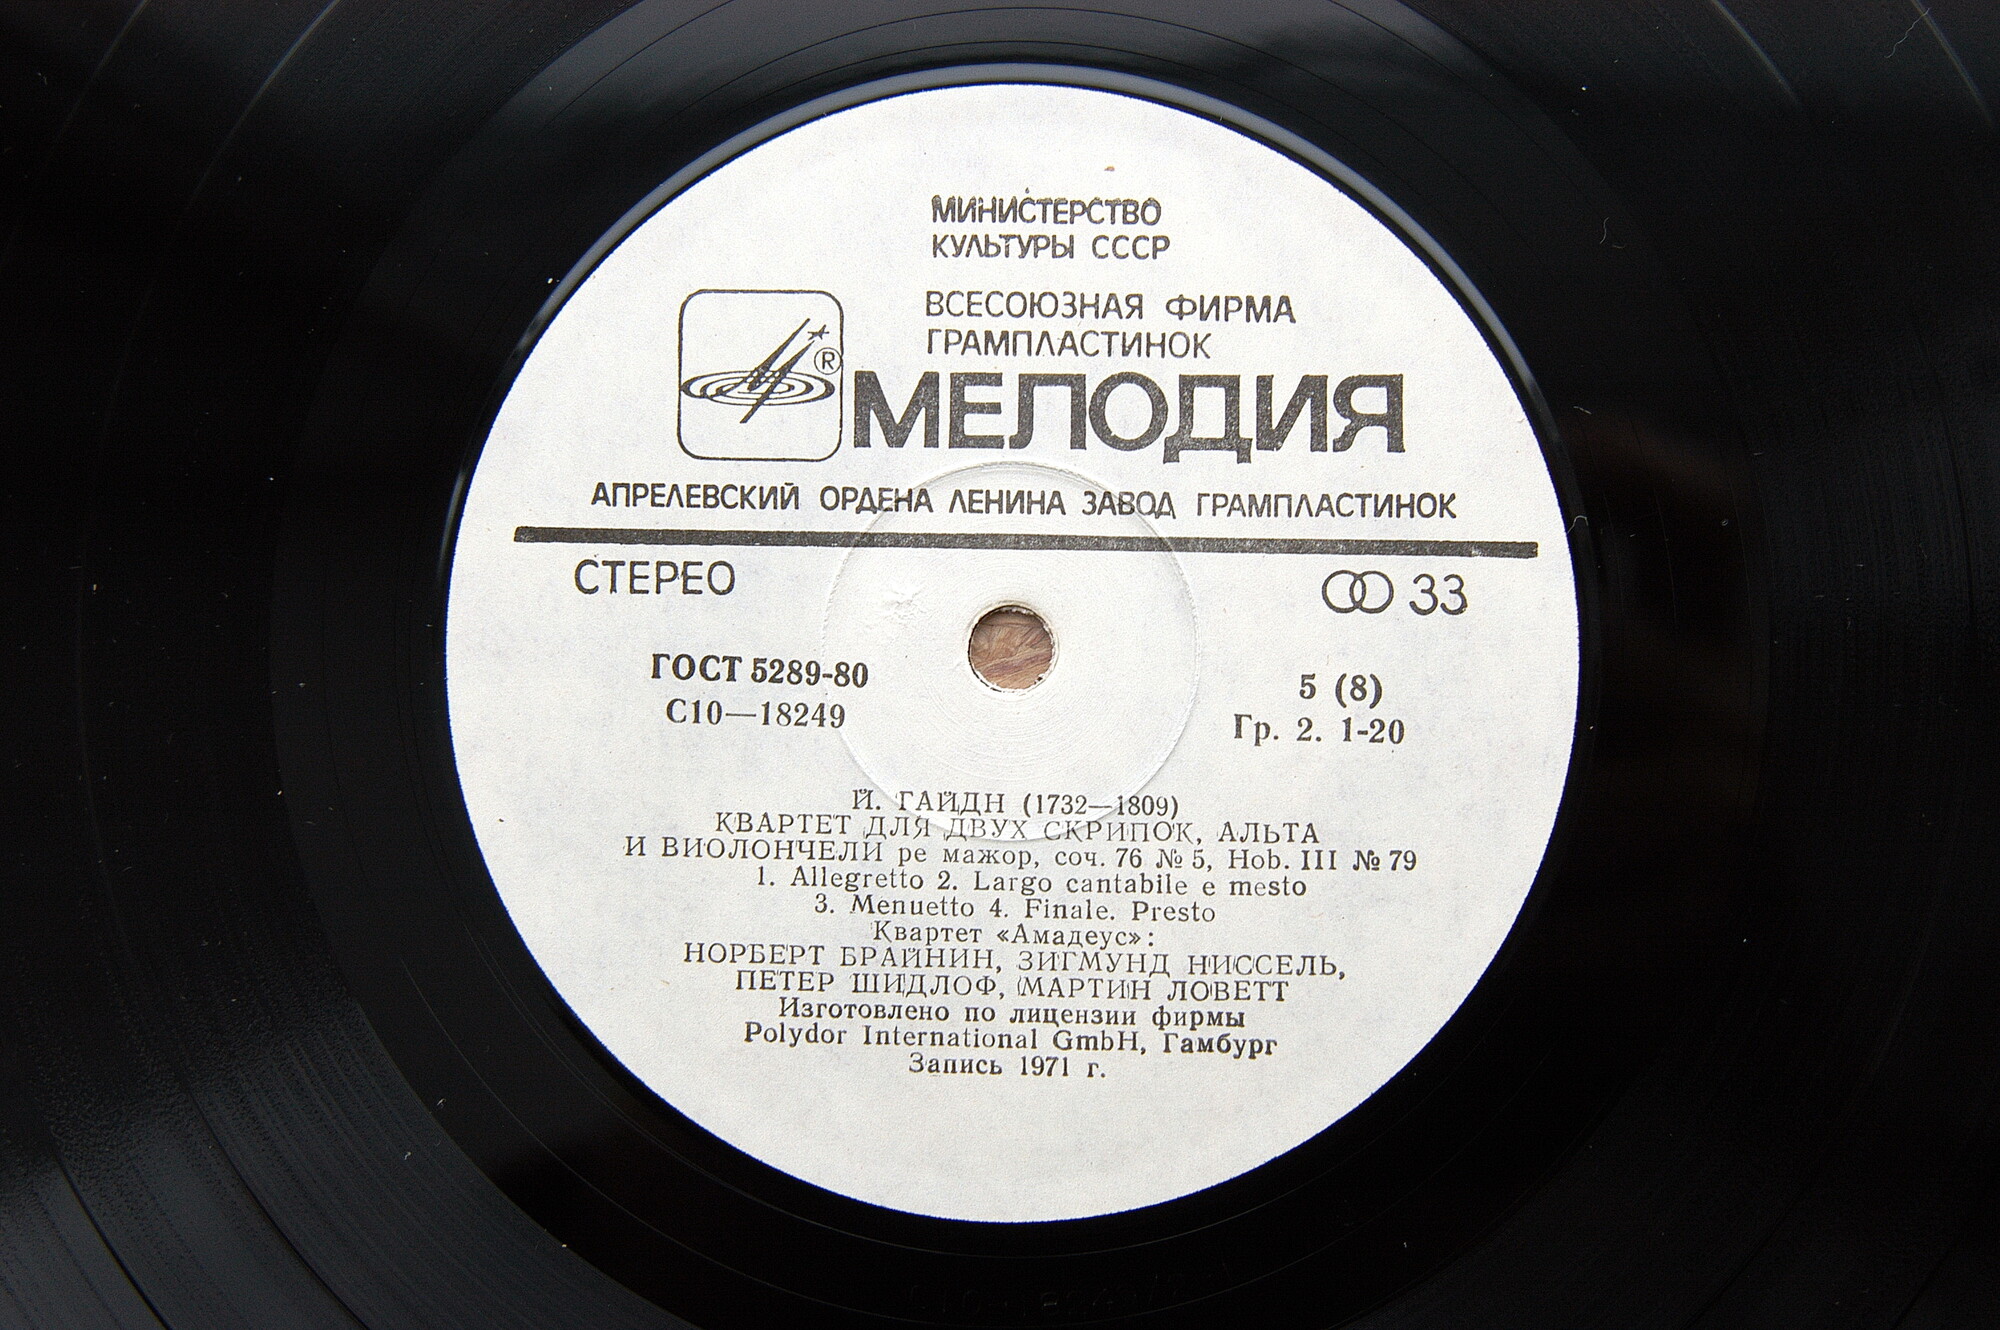 МИНИСТЕРСТВО
КУЛЬТУРЫ СССР
ВСЕСОЮЗНАЯ ФИРМА
ГРАМПЛАСТИНОК
®
МЕЛОДИЯ
АПРЕЛЕВСКИЙ ОРДЕНА ЛЕНИНА ЗАВОД ГРАМПЛАСТИНОК
СТЕРЕО
33
ГОСТ 5289-80
С10—18249
5 (8)
Гр. 2. 1-20
Й. ГАЙДН (1732—1809)
КВАРТЕТ ДЛЯ ДВУХ СКРИПОК, АЛЬТА
И ВИОЛОНЧЕЛИ ре мажор, соч. 76 № 5, Hob. III № 79
1. Allegretto 2. Largo cantabile e mesto
3. Menuetto 4. Finale. Presto
Квартет «Амадеус»:
НОРБЕРТ БРАЙНИН, ЗИГМУНД НИССЕЛЬ,
ПЕТЕР ШИДЛОФ, МАРТИН ЛОВЕТТ
Изготовлено по лицензии фирмы
Polydor International GmbH, Гамбург
Запись 1971 г.